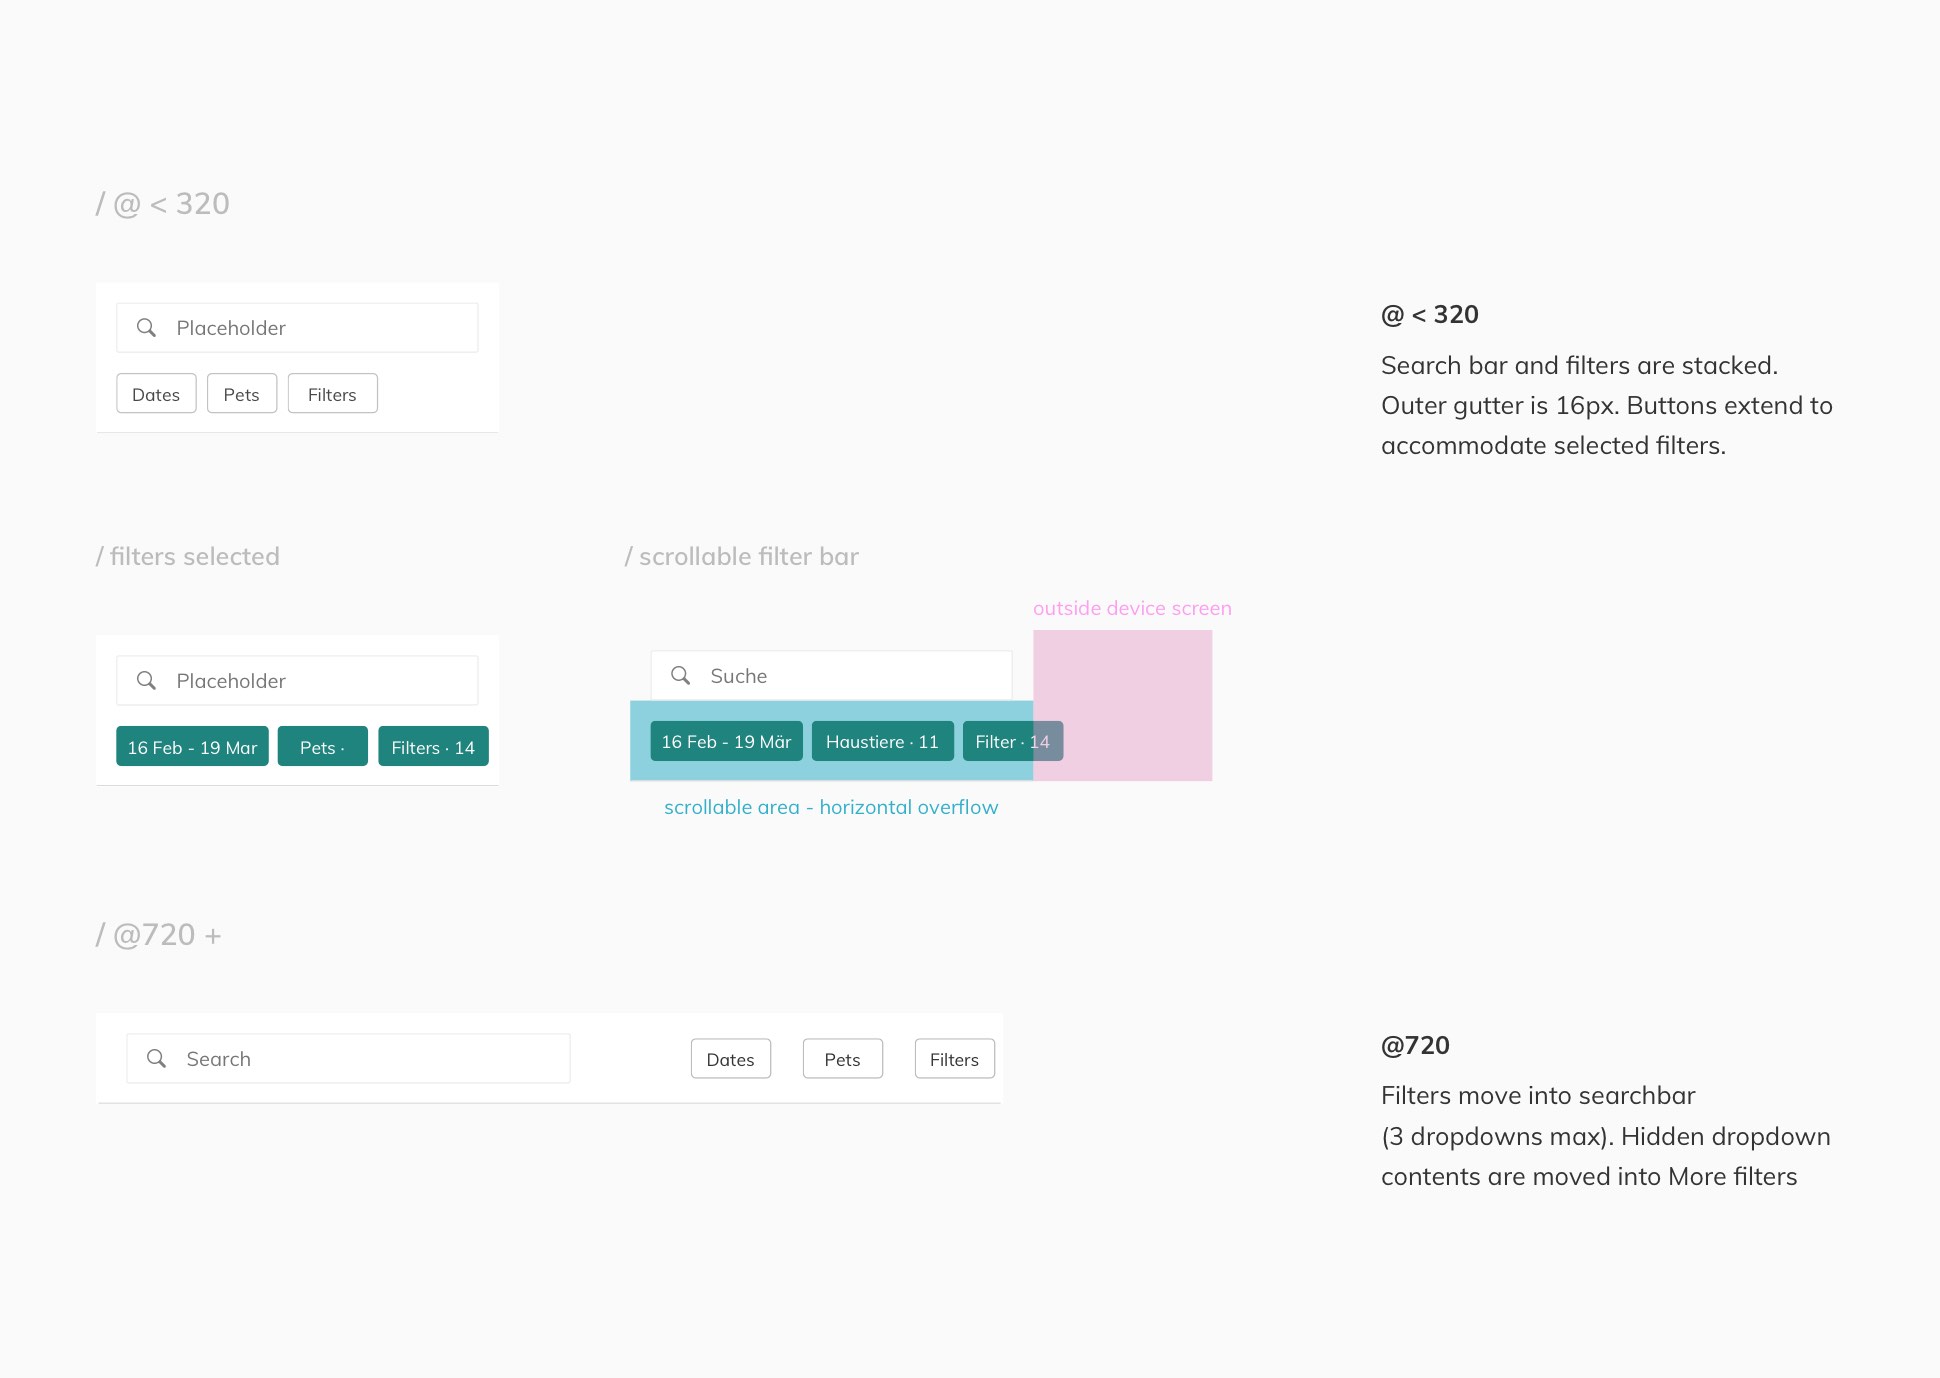 / @ < 320
Placeholder
Dates Pets Filters
@ < 320
Search bar and filters are stacked.
Outer gutter is 16px. Buttons extend to
accommodate selected filters.
/ filters selected
Placeholder
16 Feb - 19 Mar Pets · Filters · 14
/ scrollable filter bar
outside device screen
Suche
16 Feb - 19 Mär Haustiere · 11 Filter · 14
scrollable area - horizontal overflow
/ @720 +
Search Dates Pets Filters
@720
Filters move into searchbar
(3 dropdowns max). Hidden dropdown
contents are moved into More filters